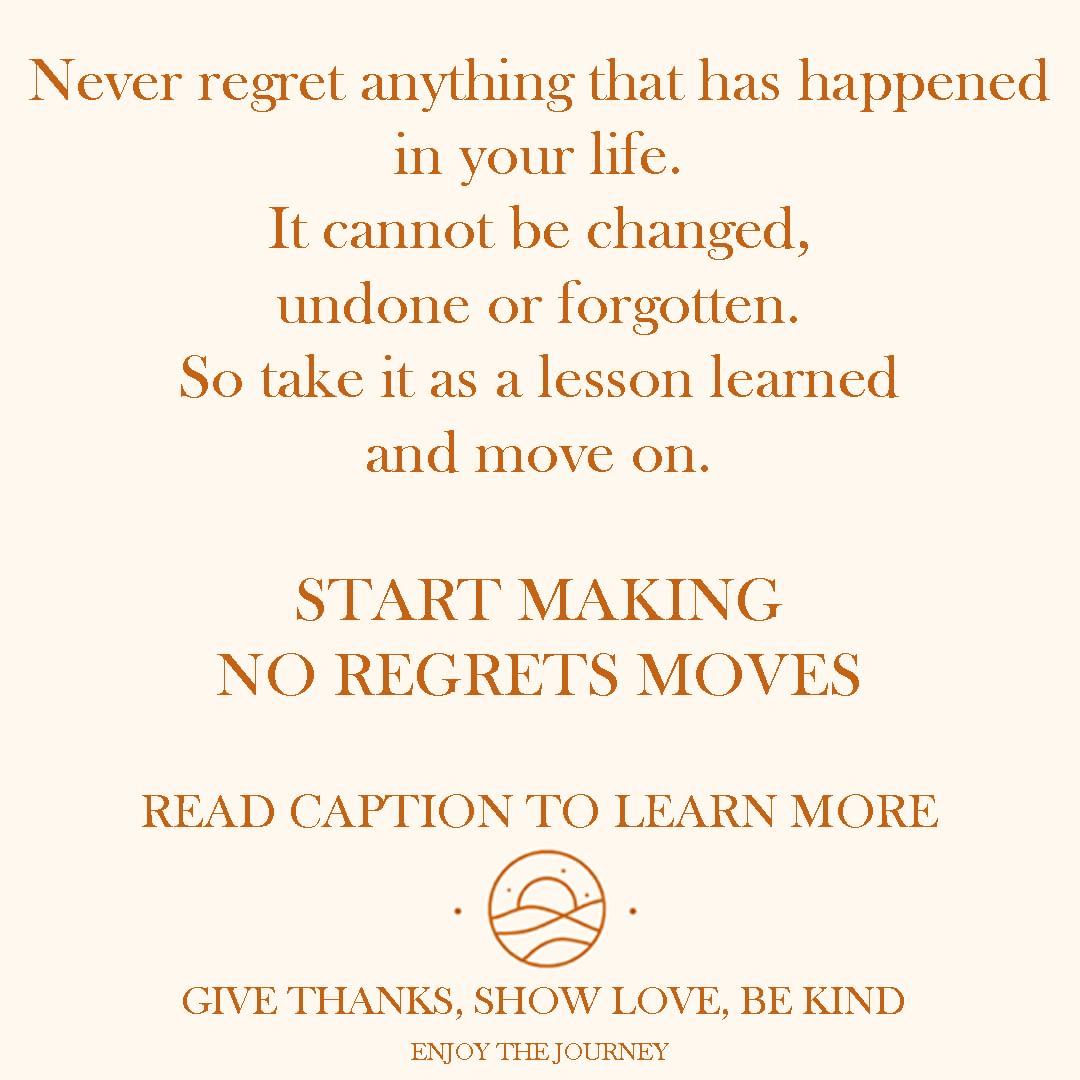 Never regret anything that has happened
in your life.
It cannot be changed,
undone or forgotten.
So take it as a lesson learned
and move on.
START MAKING
NO REGRETS MOVES
READ CAPTION TO LEARN MORE
GIVE THANKS, SHOW LOVE, BE KIND
ENJOY THE JOURNEY